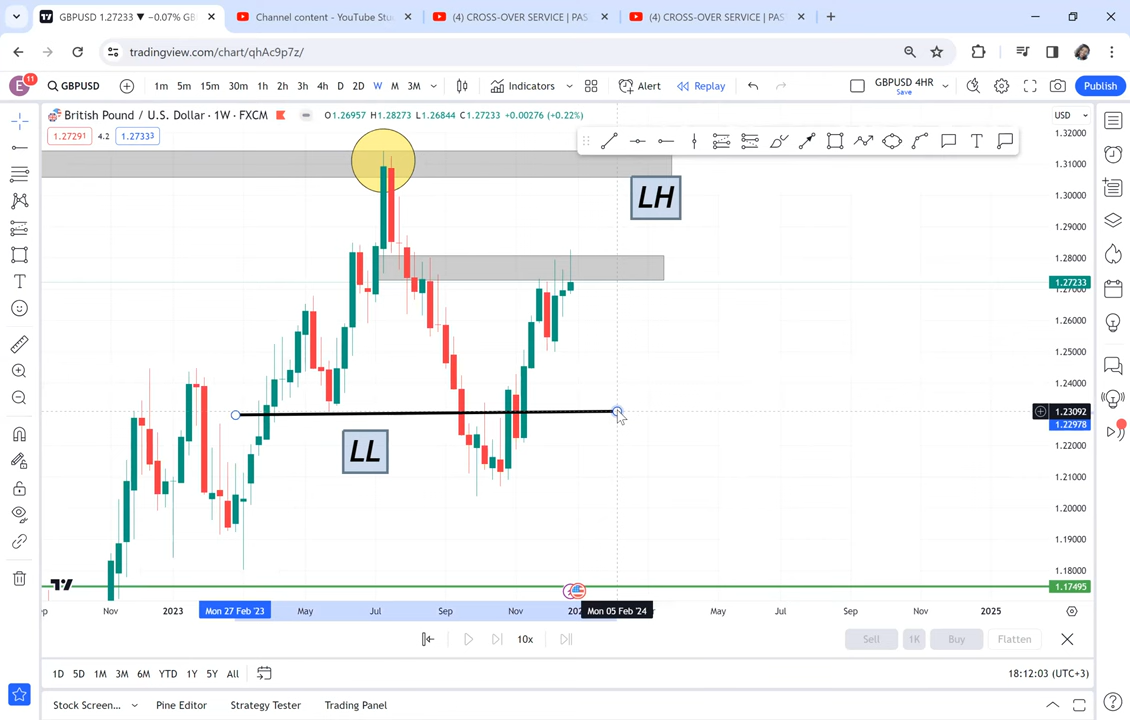 GBPUSD 1.27233 ▼ −0.07% GB
Channel content - YouTube Stu
(4) CROSS-OVER SERVICE | PAS
(4) CROSS-OVER SERVICE | PAS
tradingview.com/chart/qhAc9p7z/
E 11 GBPUSD 1m 5m 15m 30m 1h 2h 3h 4h D 2D W M 3M Indicators Alert Replay GBPUSD 4HR Save Publish
British Pound / U.S. Dollar · 1W · FXCM O1.26957 H1.28273 L1.26844 C1.27233 +0.00276 (+0.22%) USD
1.27291 4.2 1.27333
1.32000
1.31000
1.30000
1.29000
1.28000
1.27233
1.27000
1.26000
1.25000
1.24000
1.23092
1.22978
1.22000
1.21000
1.20000
1.19000
1.18000
1.17495
LH
LL
Nov 2023 Mon 27 Feb '23 May Jul Sep Nov Mon 05 Feb '24 May Jul Sep Nov 2025
10x Sell 1K Buy Flatten
1D 5D 1M 3M 6M YTD 1Y 5Y All 18:12:03 (UTC+3)
Stock Screen... Pine Editor Strategy Tester Trading Panel